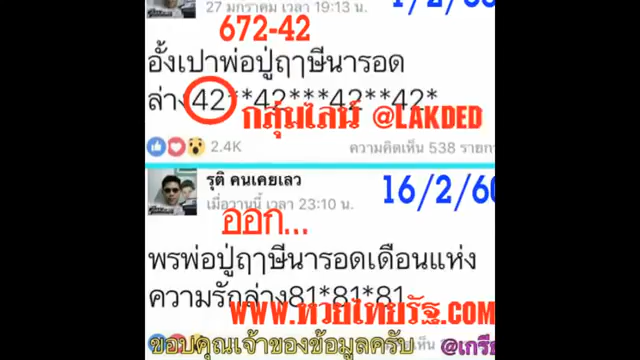 27 มกราคม เวลา 19:13 น.
672-42
อั้งเปาพ่อปู่ฤๅษีนารอด
ล่าง42**42***42**42*
กลุ่มไลน์ @LAKDED
2.4K
ความคิดเห็น 538 รายการ
รุติ คนเคยเลว
16/2/60
เมื่อวานนี้ เวลา 23:10 น.
ออก...
พรพ่อปู่ฤๅษีนารอดเดือนแห่ง
ความรักล่าง81*81*81
www.หวยไทยรัฐ.COM
ขอบคุณเจ้าของข้อมูลครับ